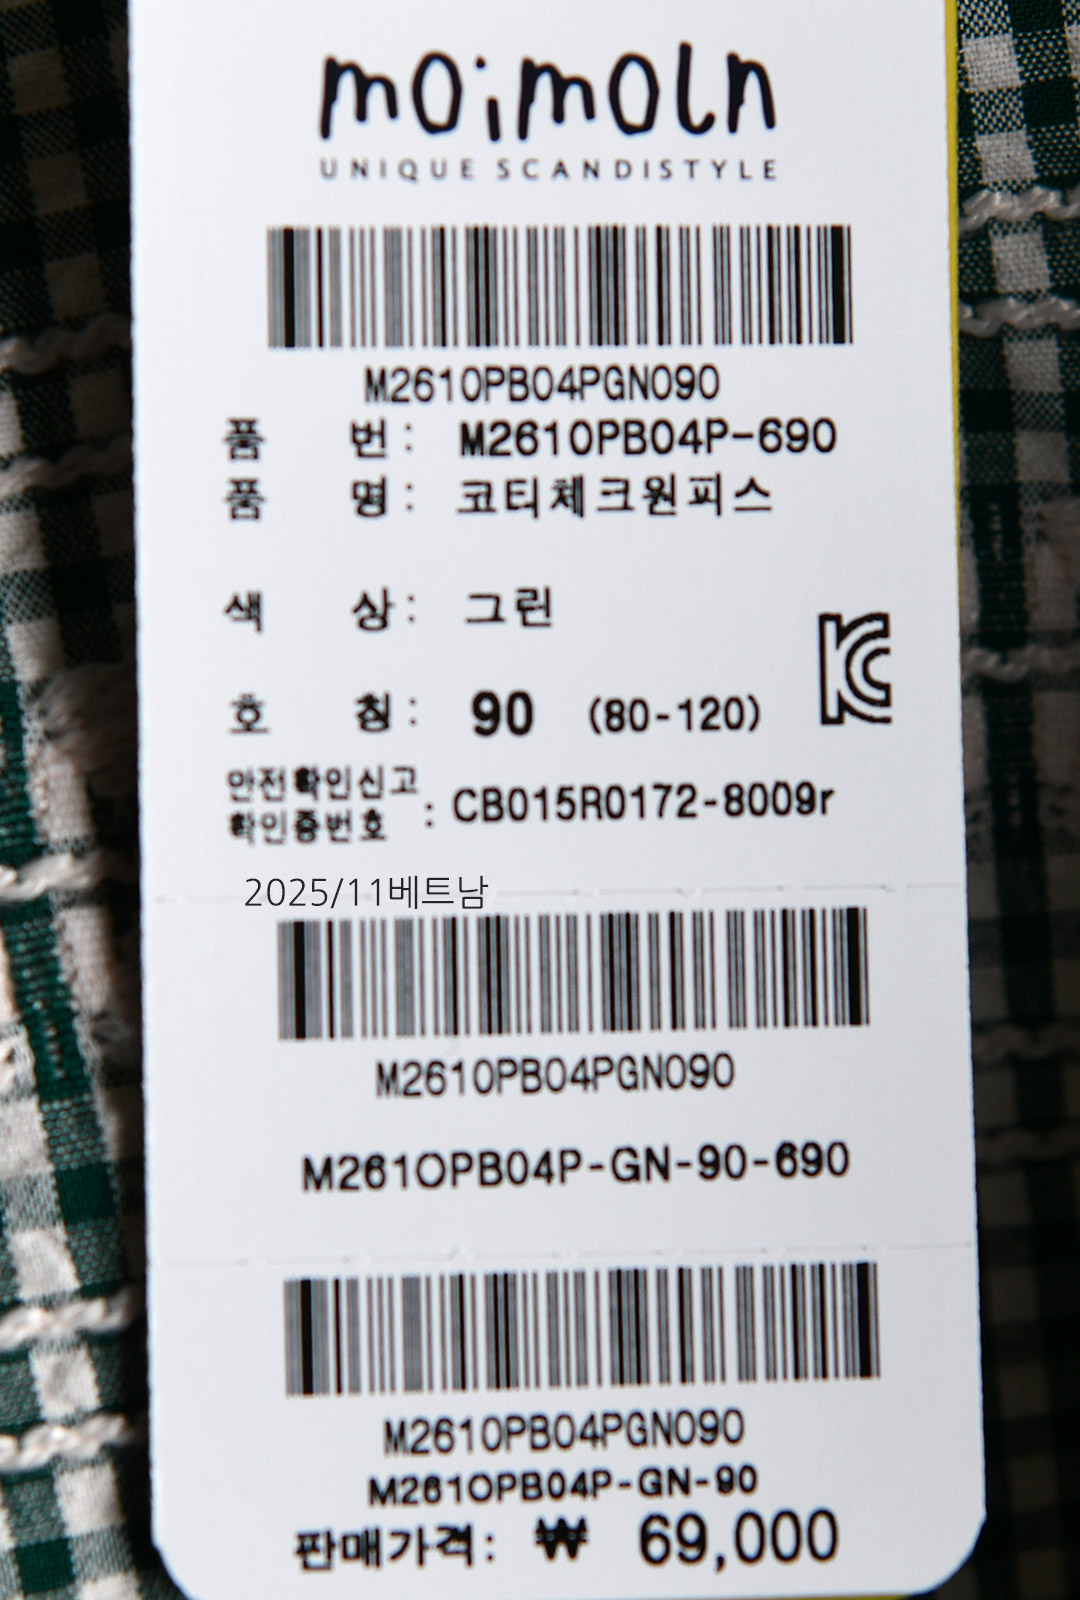 moimoln
UNIQUE SCANDISTYLE
M2610PB04PGN090
품 번 : M2610PB04P-690
품 명 : 코티체크원피스
색 상 : 그린
호 칭 : 90 (80-120)
안전확인신고
확인증번호 : CB015R0172-8009r
2025/11베트남
M2610PB04PGN090
M2610PB04P-GN-90-690
M2610PB04PGN090
M2610PB04P-GN-90
판매가격: ₩ 69,000